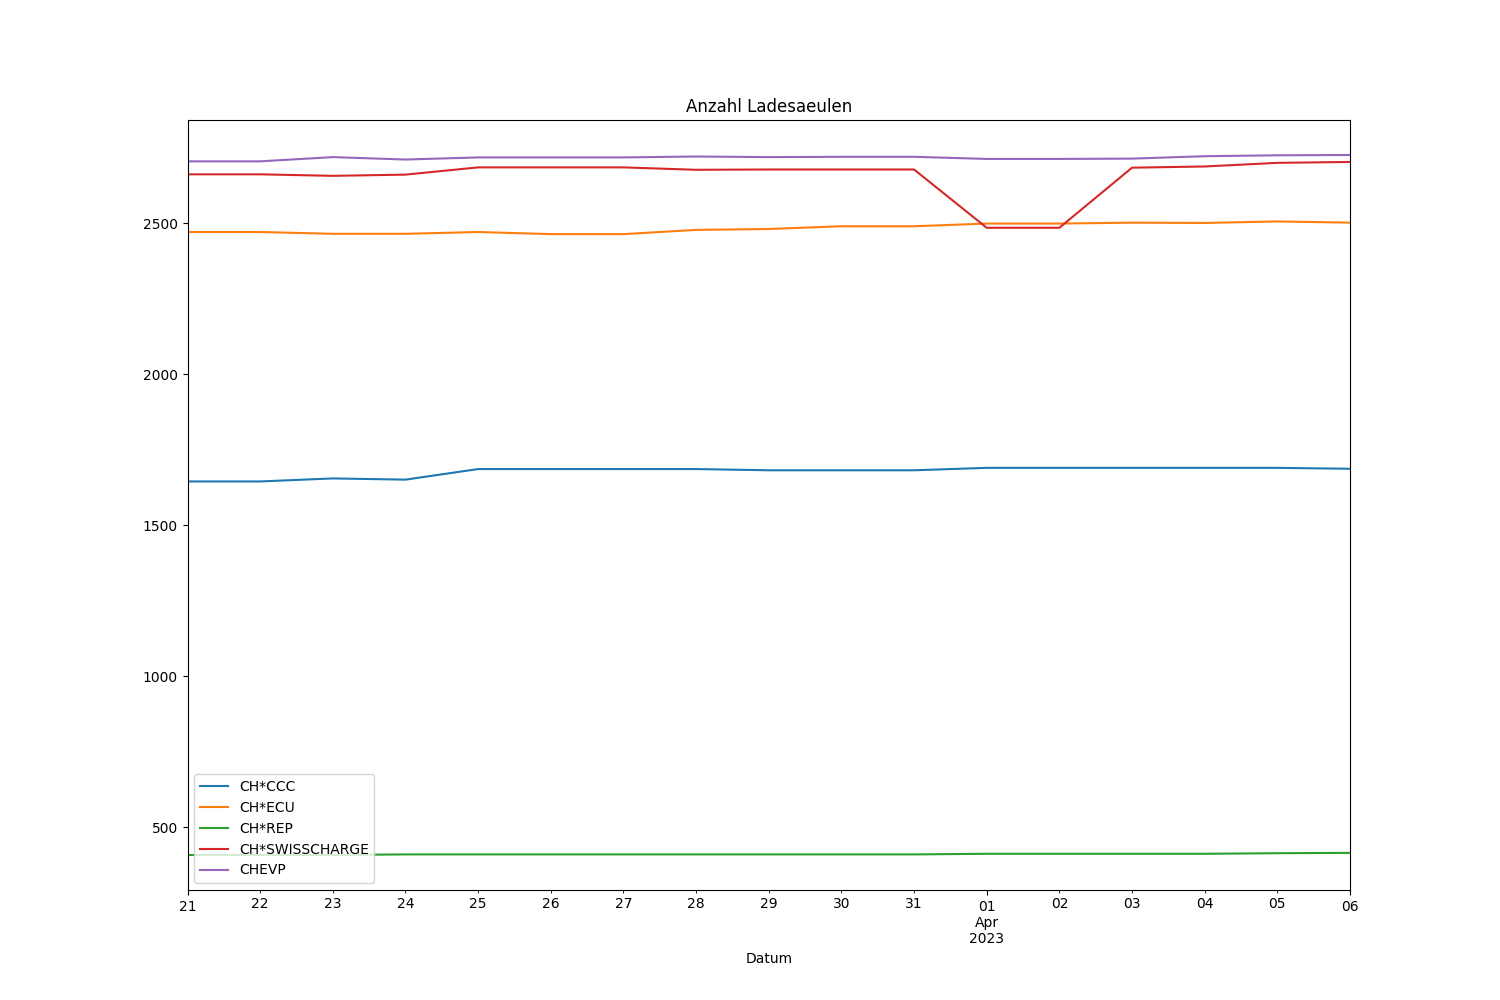 Anzahl Ladesaeulen
2500
2000
1500
1000
500
CH*CCC
CH*ECU
CH*REP
CH*SWISSCHARGE
CHEVP
21 22 23 24 25 26 27 28 29 30 31 01 02 03 04 05 06
Apr
2023
Datum